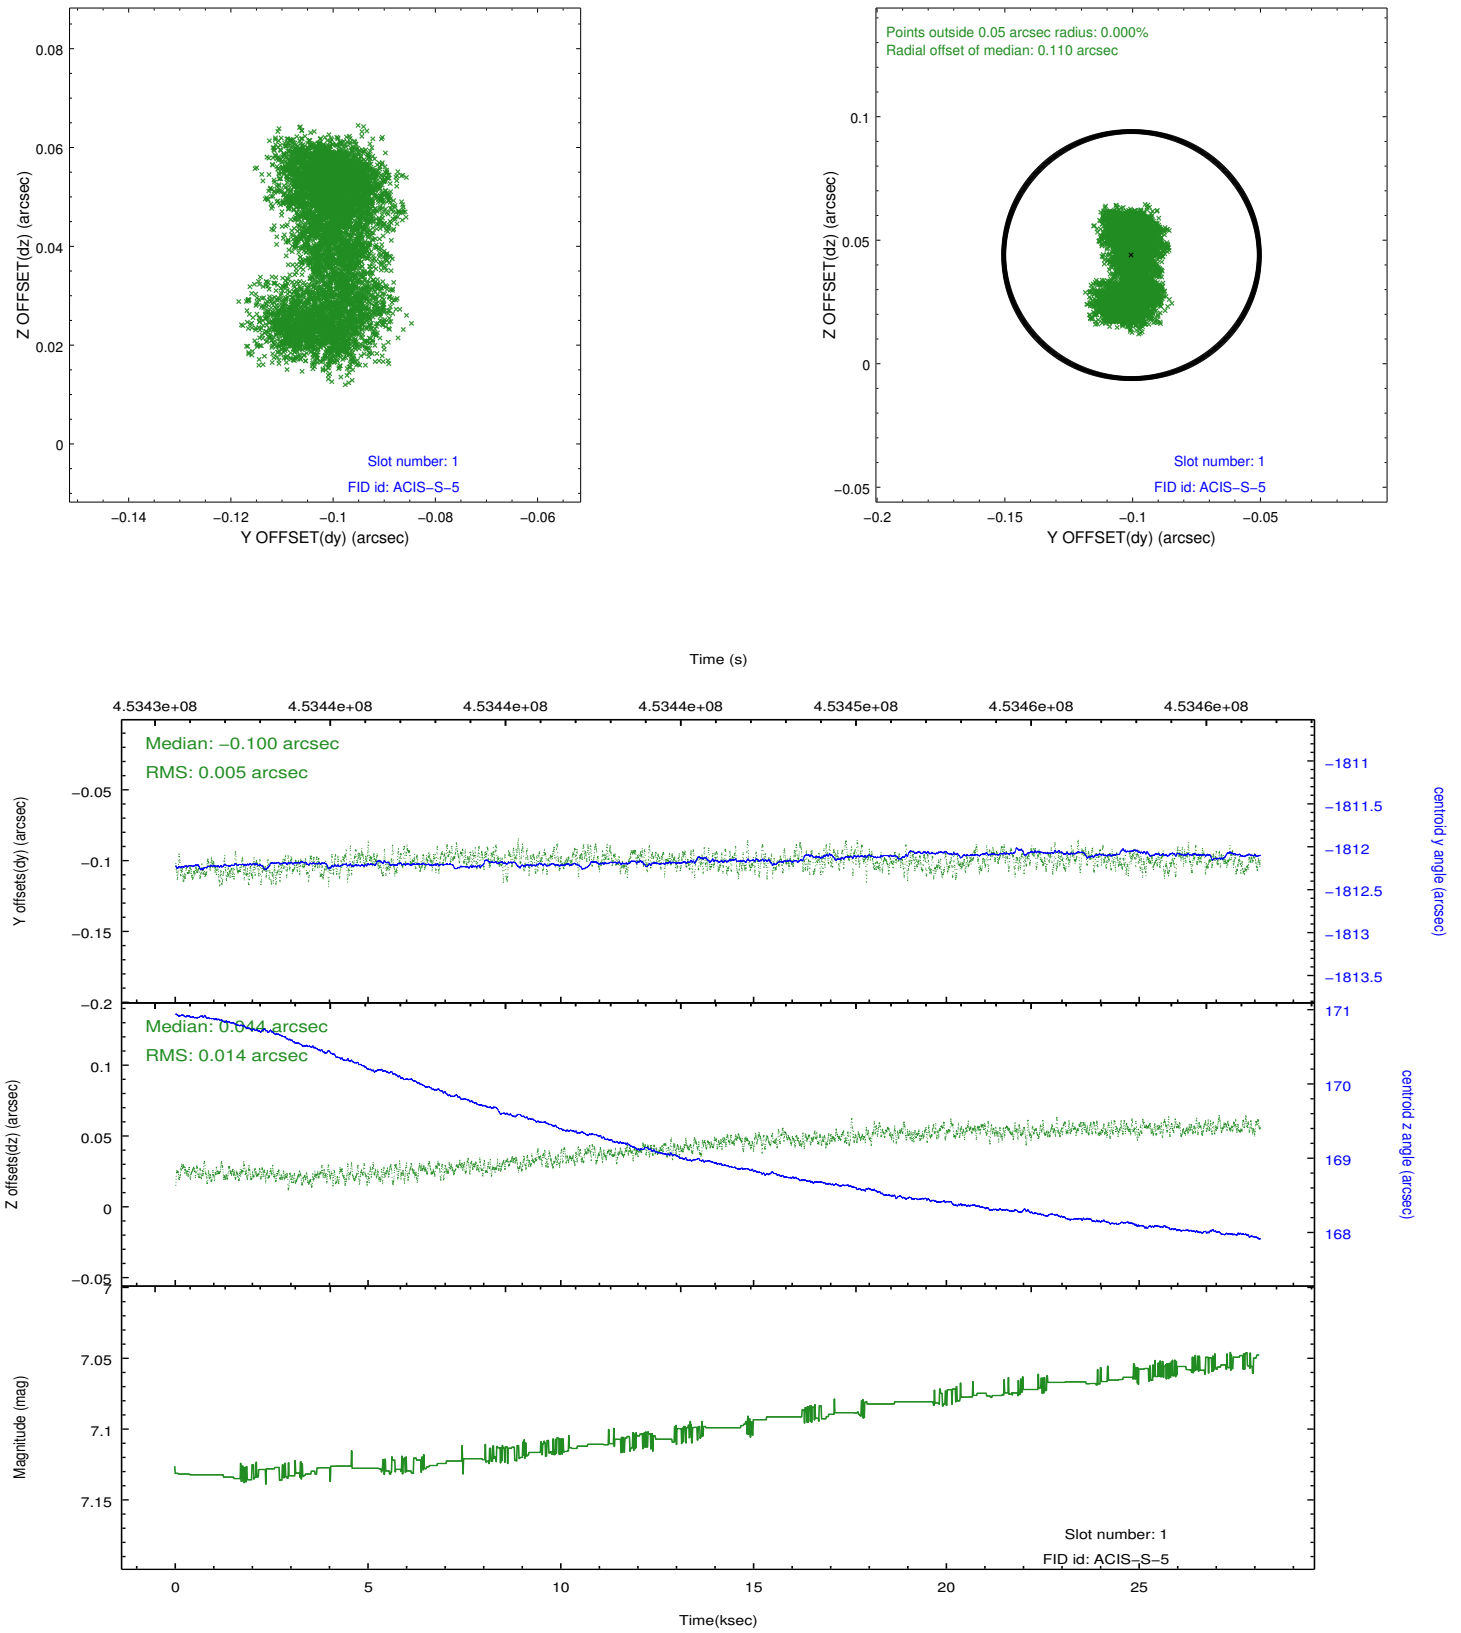 0.08
0.06
0.04
0.02
0
Z OFFSET(dz) (arcsec)
Slot number: 1
FID id: ACIS−S−5
−0.14
−0.12
−0.1
−0.08
−0.06
Y OFFSET(dy) (arcsec)
Points outside 0.05 arcsec radius: 0.000%
Radial offset of median: 0.110 arcsec
0.1
0.05
0
−0.05
Z OFFSET(dz) (arcsec)
Slot number: 1
FID id: ACIS−S−5
−0.2
−0.15
−0.1
−0.05
Y OFFSET(dy) (arcsec)
Time (s)
4.5343e+08
4.5344e+08
4.5344e+08
4.5344e+08
4.5345e+08
4.5346e+08
4.5346e+08
Median: −0.100 arcsec
RMS: 0.005 arcsec
−0.05
−0.1
−0.15
−0.2
Y offsets(dy) (arcsec)
−1811
−1811.5
−1812
−1812.5
−1813
−1813.5
centroid y angle (arcsec)
Median: 0.044 arcsec
RMS: 0.014 arcsec
0.1
0.05
0
−0.05
Z offsets(dz) (arcsec)
171
170
169
168
centroid z angle (arcsec)
7
7.05
7.1
7.15
Magnitude (mag)
Slot number: 1
FID id: ACIS−S−5
0
5
10
15
20
25
Time(ksec)